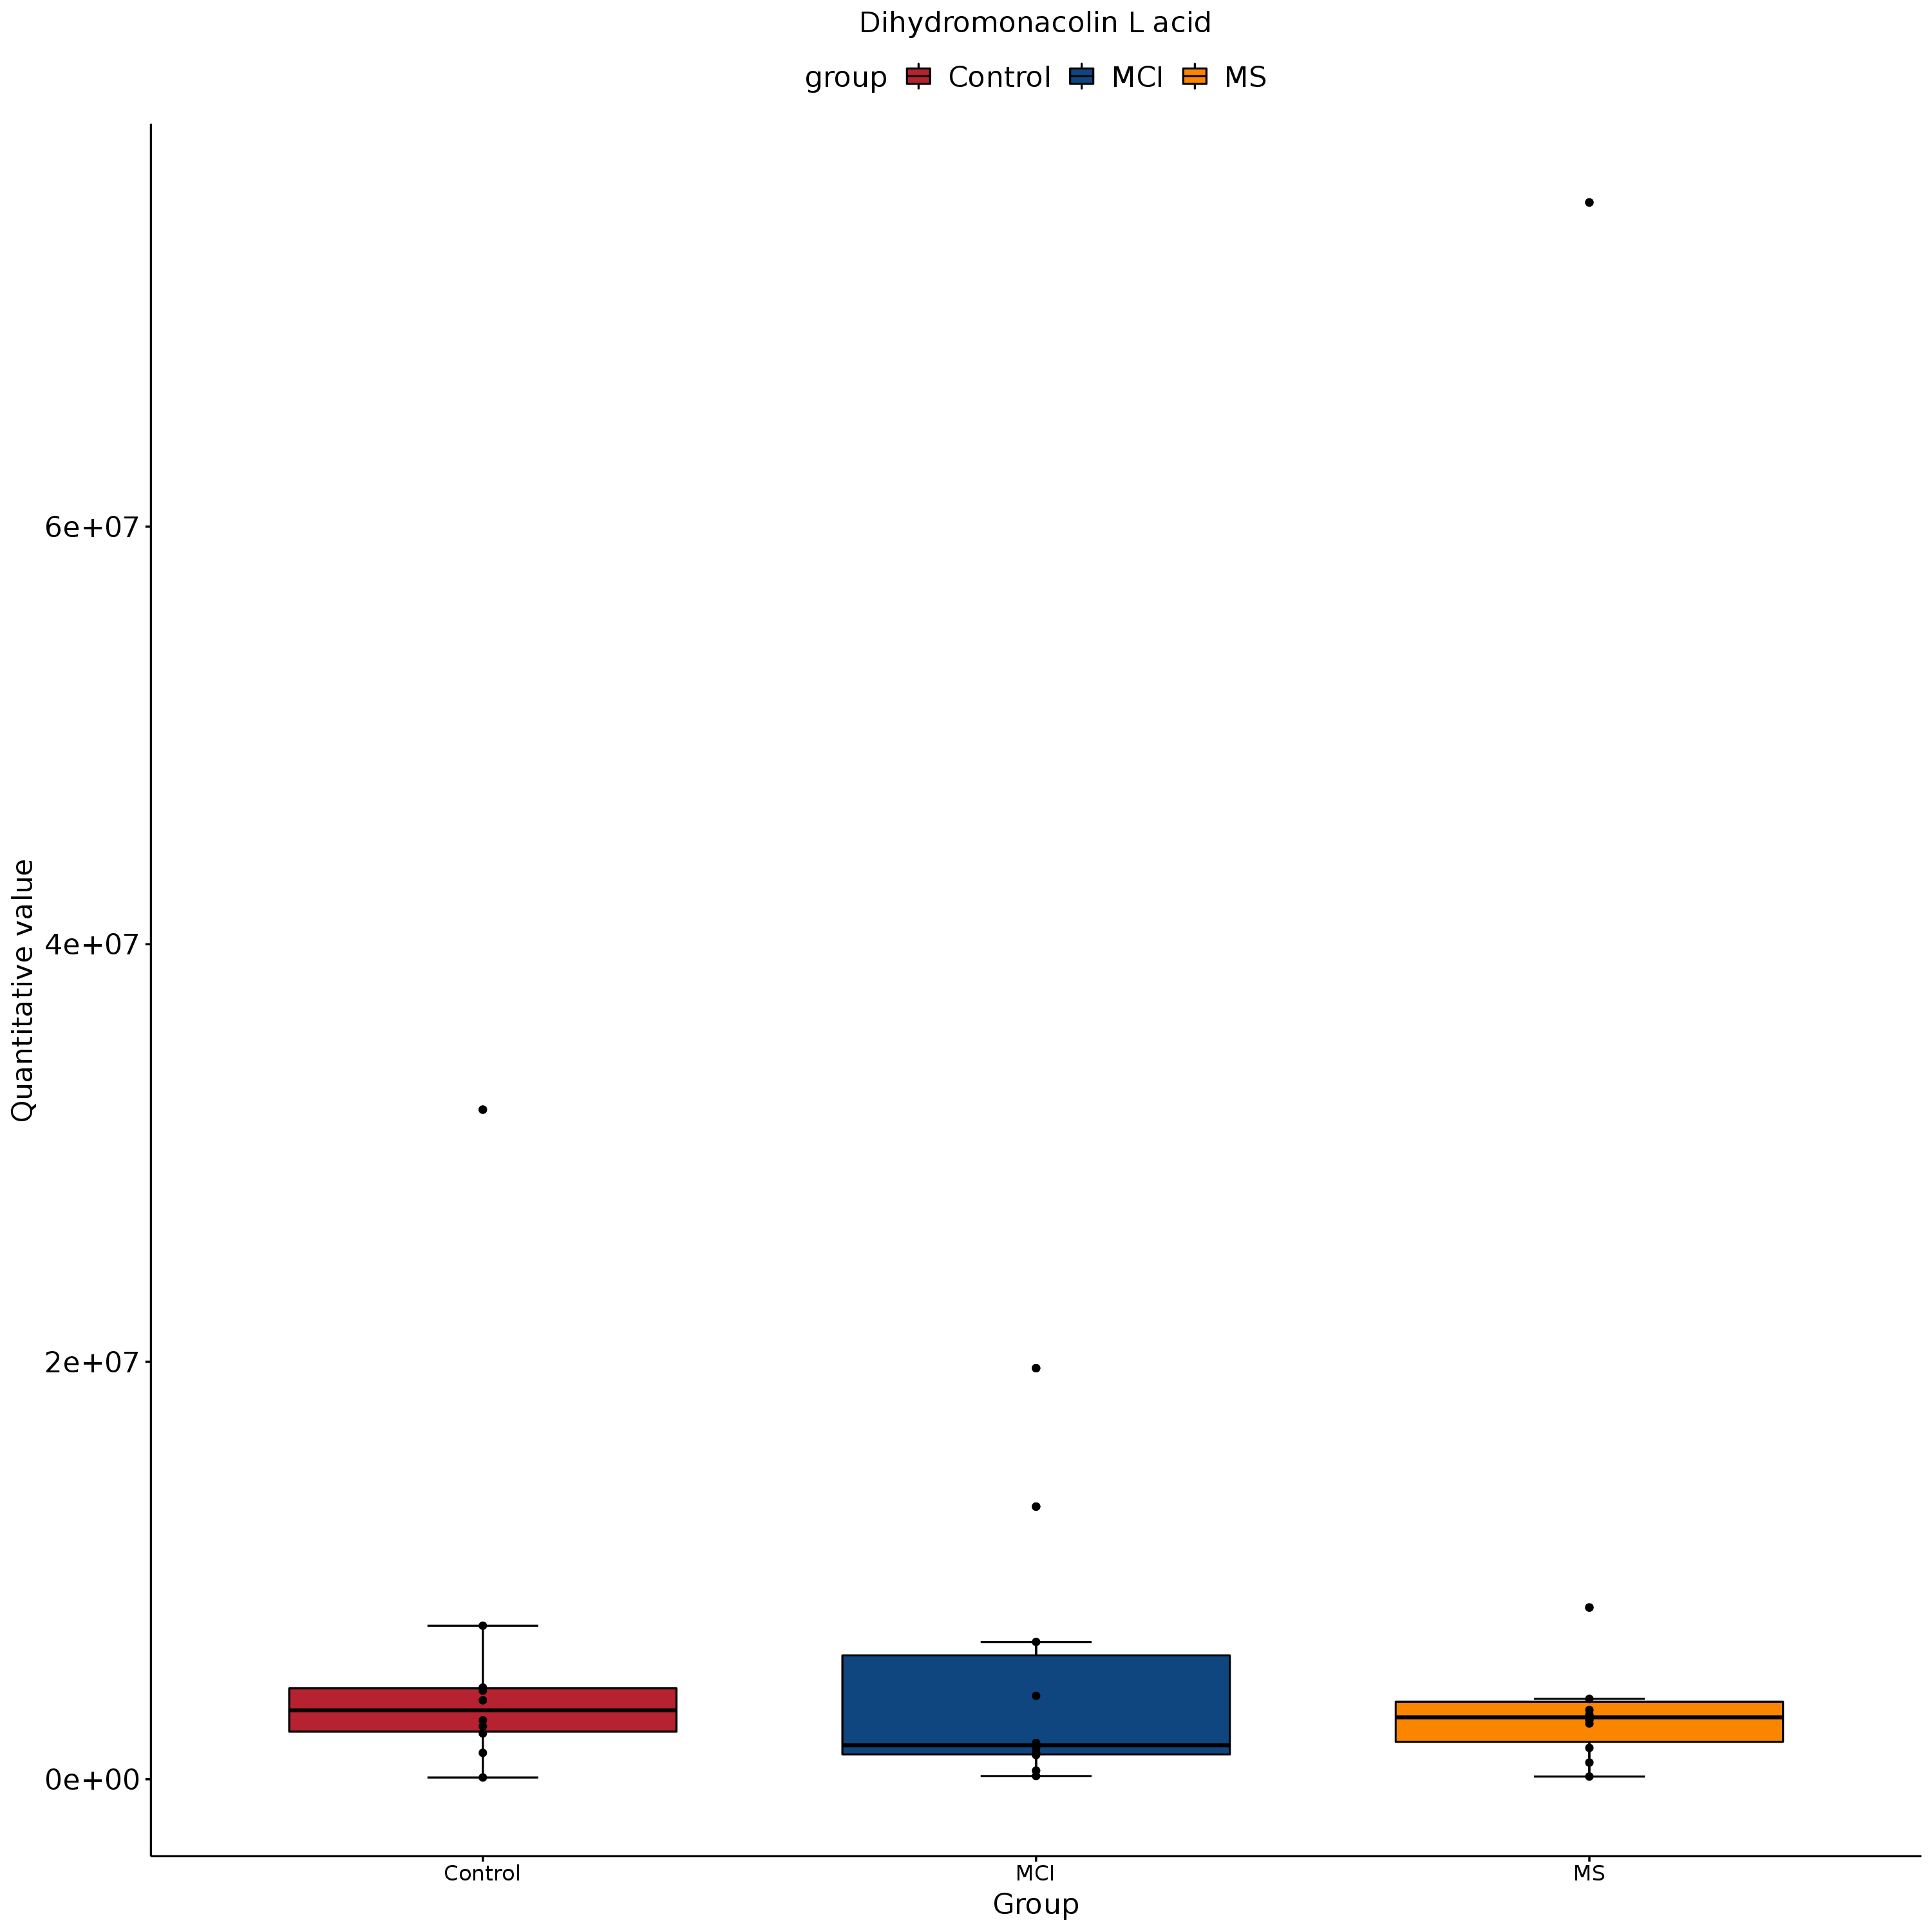 Dihydromonacolin L acid
group Control MCI MS
Quantitative value
6e+07
4e+07
2e+07
0e+00
Control MCI MS
Group